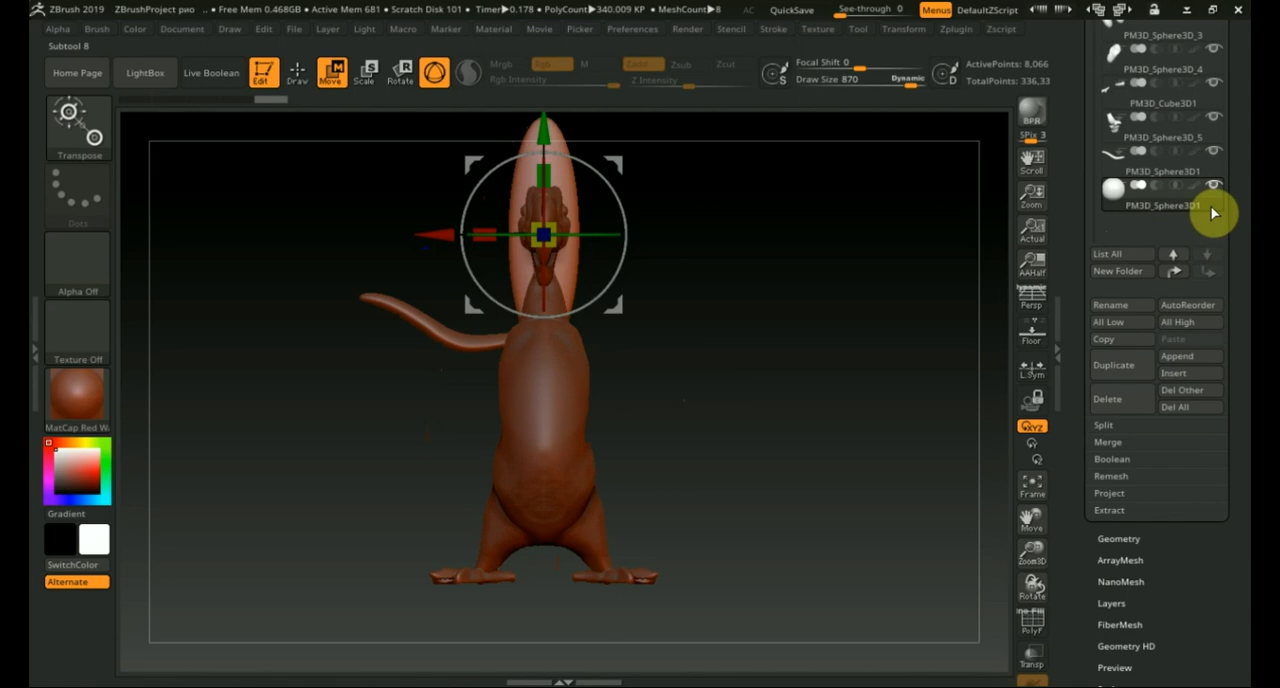 ZBrush 2019 ZBrushProject рио .. • Free Mem 0.468GB • Active Mem 681 • Scratch Disk 101 • Timer▶0.178 • PolyCount▶340.009 KP • MeshCount▶8 AC QuickSave See-through 0 Menus DefaultZScript
Alpha Brush Color Document Draw Edit File Layer Light Macro Marker Material Movie Picker Preferences Render Stencil Stroke Texture Tool Transform Zplugin Zscript
Subtool 8
Home Page LightBox Live Boolean Edit Draw Move Scale Rotate
Mrgb Rgb M Zadd Zsub Zcut
Rgb Intensity Z Intensity
S Focal Shift 0
Draw Size 870 Dynamic D
ActivePoints: 8,066
TotalPoints: 336,33
Transpose
Dots
Alpha Off
Texture Off
MatCap Red W
Gradient
SwitchColor
Alternate
BPR
SPix 3
Scroll
Zoom
Actual
AAHalf
Dynamic
Persp
Floor
L.Sym
XYZ
Y
Z
Frame
Move
Zoom3D
Rotate
PolyF
Transp
PM3D_Sphere3D_3
PM3D_Sphere3D_4
PM3D_Cube3D1
PM3D_Sphere3D_5
PM3D_Sphere3D1
PM3D_Sphere3D1
List All
New Folder
Rename AutoReorder
All Low All High
Copy Paste
Duplicate Append
Insert
Delete Del Other
Del All
Split
Merge
Boolean
Remesh
Project
Extract
Geometry
ArrayMesh
NanoMesh
Layers
FiberMesh
Geometry HD
Preview